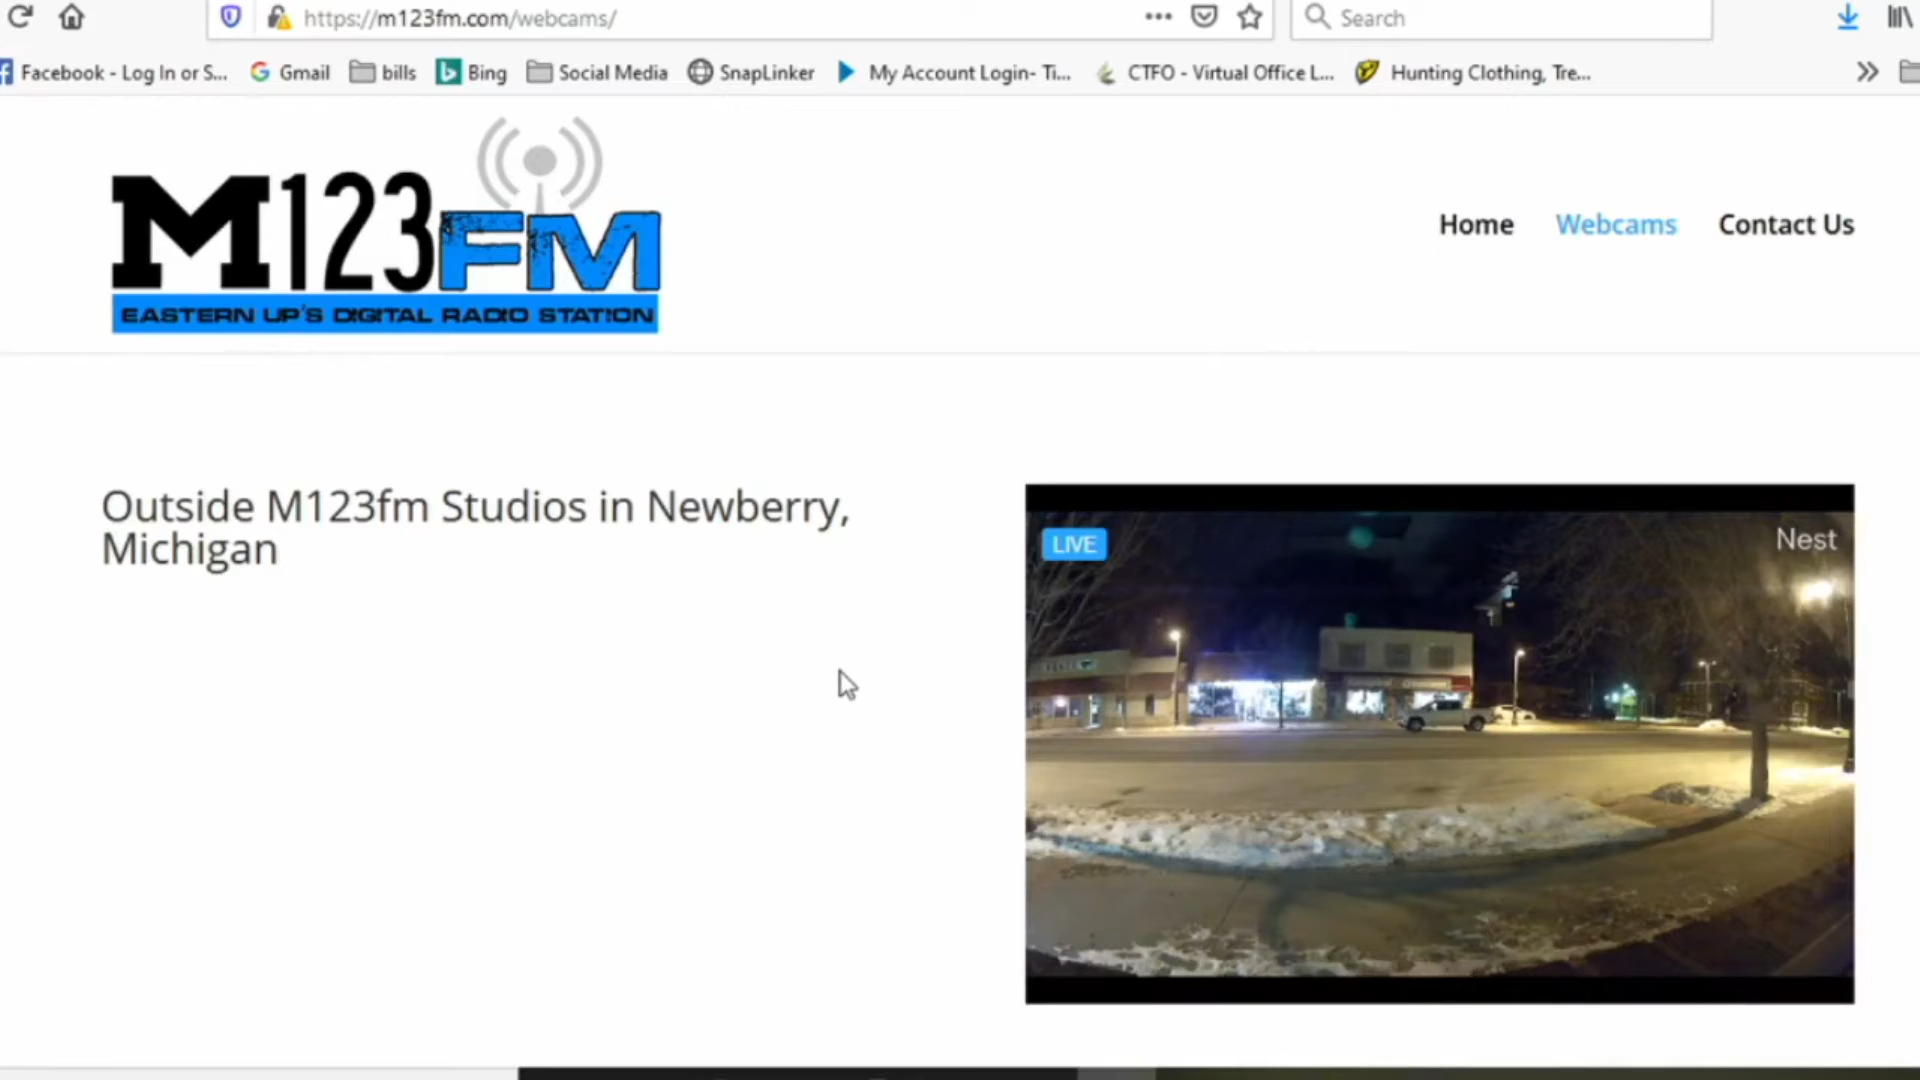 https://m123fm.com/webcams/
Search
Facebook - Log In or S...
Gmail
bills
Bing
Social Media
SnapLinker
My Account Login- Ti...
CTFO - Virtual Office L...
Hunting Clothing, Tre...
M123FM
EASTERN UP'S DIGITAL RADIO STATION
Home
Webcams
Contact Us
Outside M123fm Studios in Newberry,
Michigan
LIVE
Nest